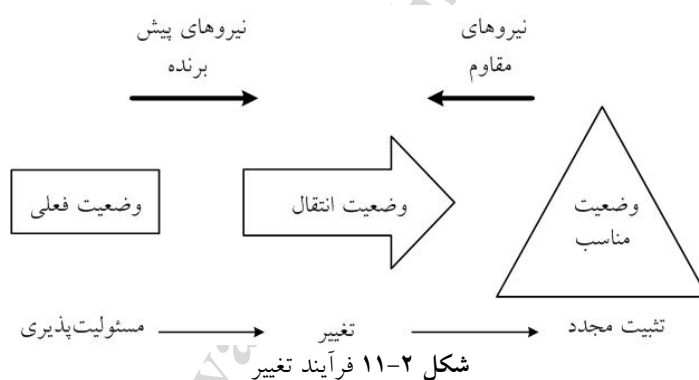 نیروهای پیش
برنده
نیروهای
مقاوم
وضعیت فعلی
وضعیت انتقال
وضعیت
مناسب
مسئولیت‌پذیری
تغییر
تثبیت مجدد
شکل ۲-۱۱ فرآیند تغییر